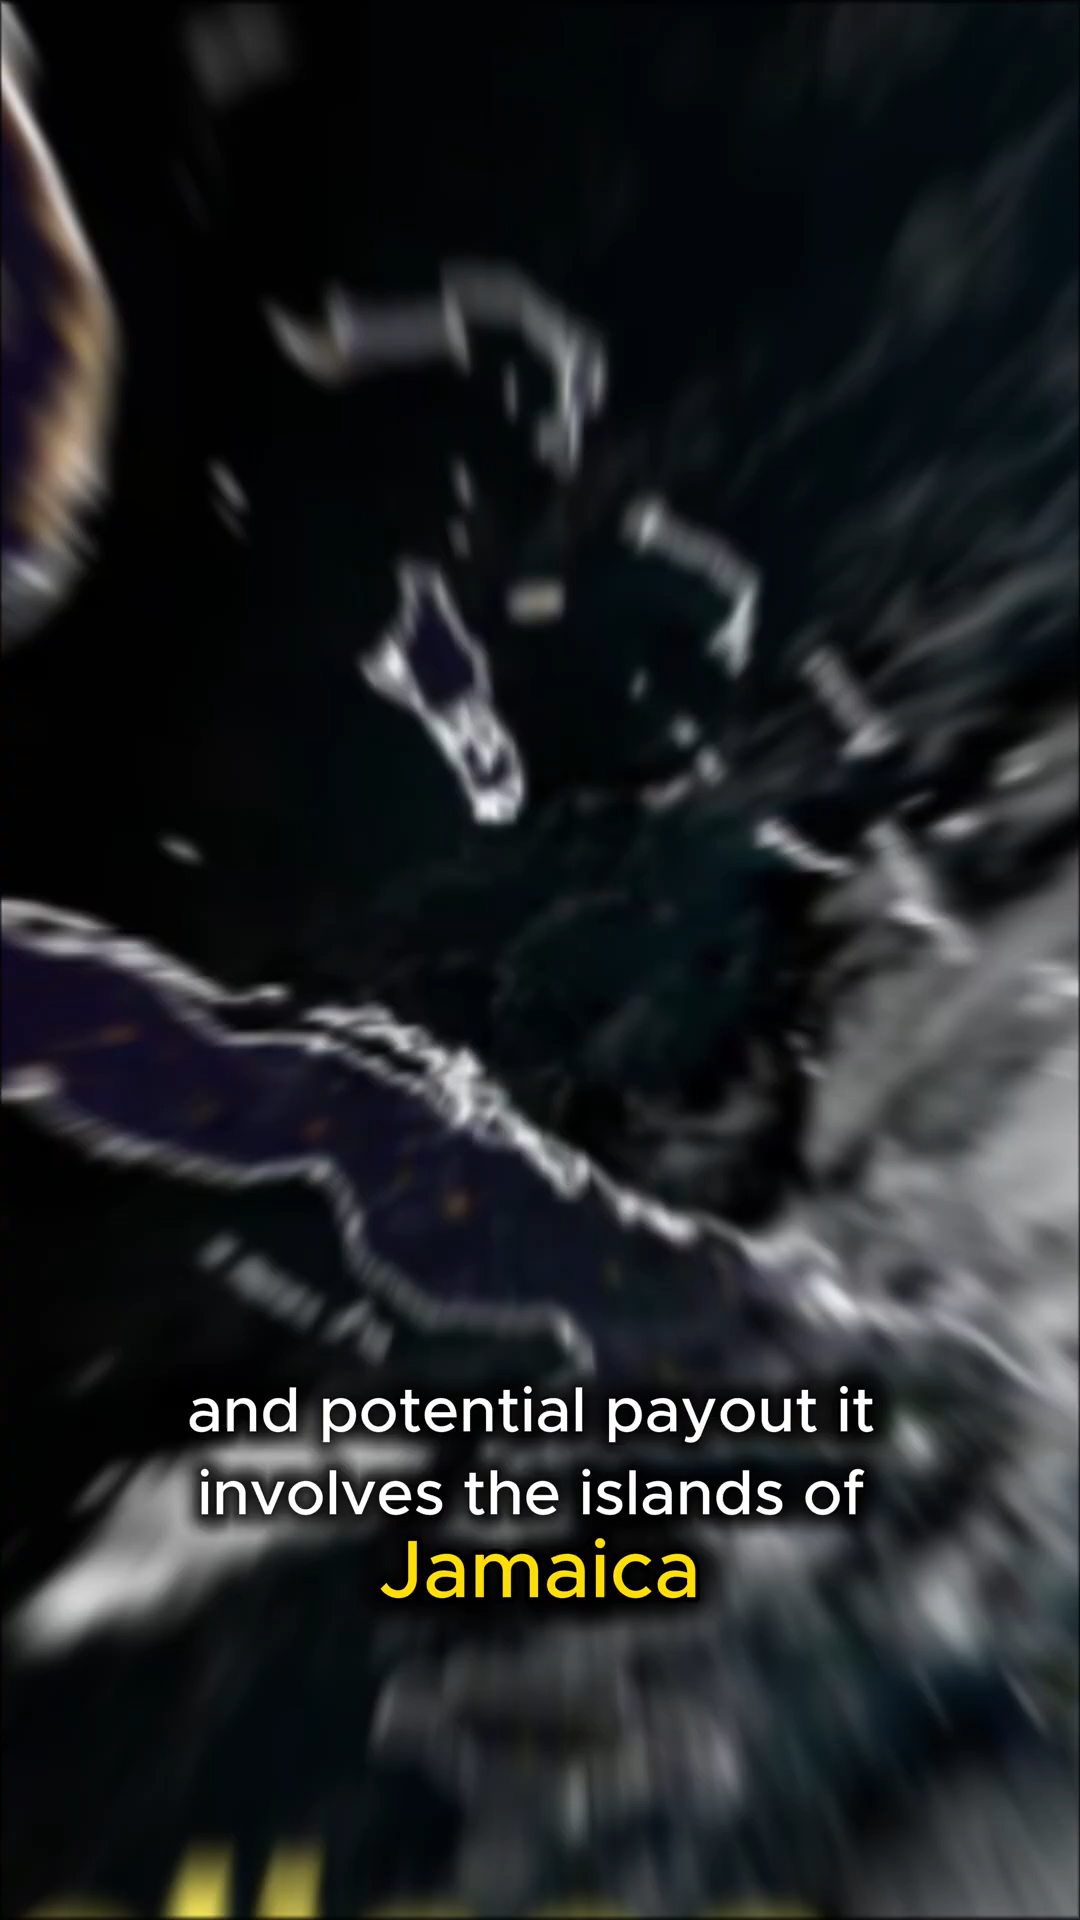 and potential payout it
involves the islands of
Jamaica